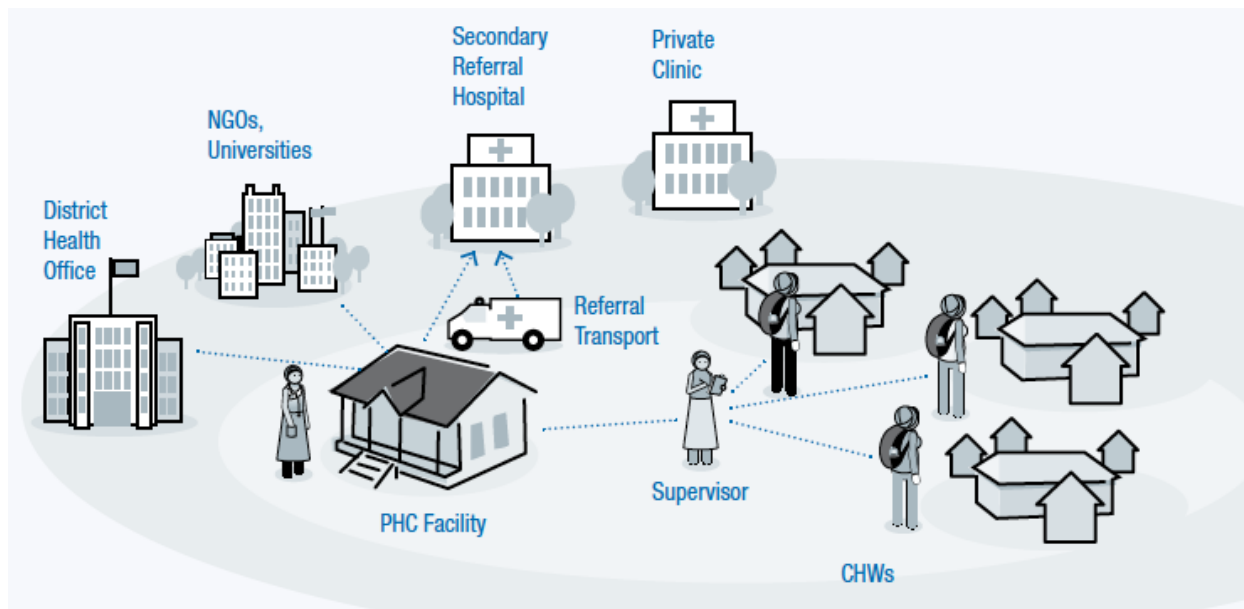 Secondary
Referral
Hospital
Private
Clinic
NGOs,
Universities
District
Health
Office
Referral
Transport
Supervisor
PHC Facility
CHWs